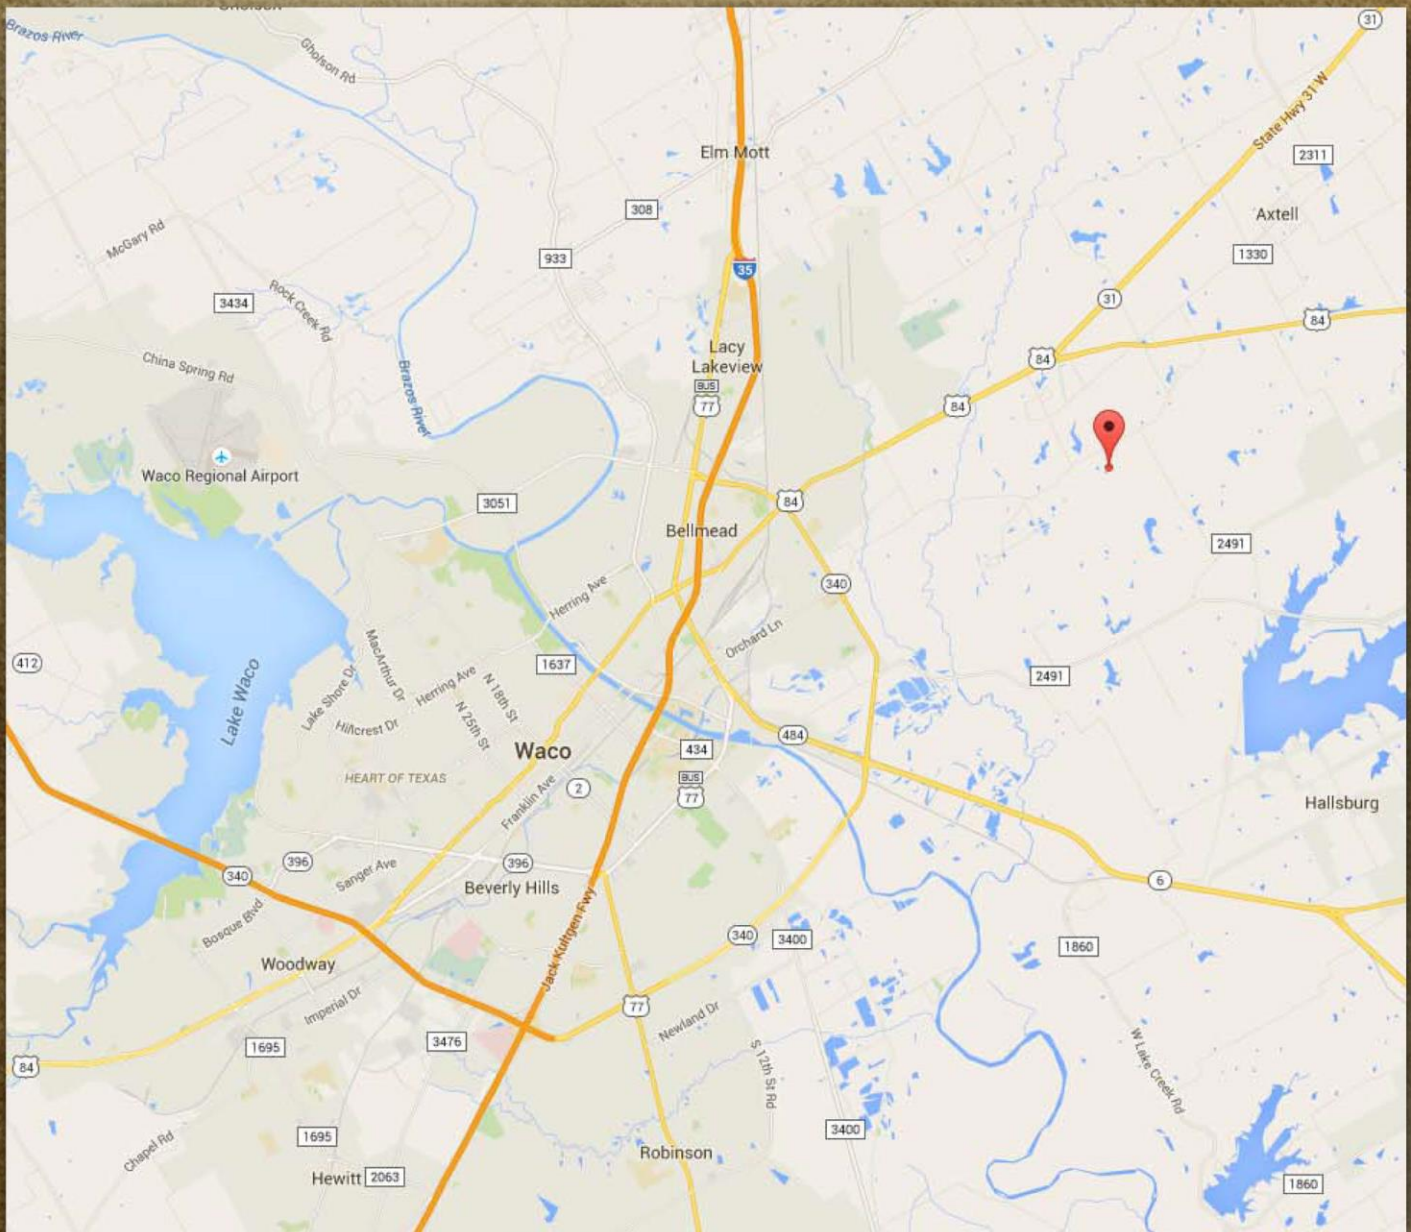 Gholson
31
Brazos River
Gholson Rd
State Hwy 31 W
Elm Mott
2311
308
Axtell
McGary Rd
933
1330
35
3434
Rock Creek Rd
31
84
Lacy
Lakeview
84
China Spring Rd
Brazos River
BUS
77
84
Waco Regional Airport
3051
84
Bellmead
2491
340
Herring Ave
Orchard Ln
412
1637
MacArthur Dr
Lake Shore Dr
Herring Ave
N 18th St
2491
Lake Waco
Hillcrest Dr
N 25th St
484
Waco
434
HEART OF TEXAS
BUS
77
2
Franklin Ave
Hallsburg
396
396
340
Sanger Ave
Beverly Hills
6
Bosque Blvd
Jack Kultgen Fwy
340
3400
1860
Woodway
Imperial Dr
77
Newland Dr
1695
3476
84
S 12th St Rd
W Lake Creek Rd
3400
1695
Chapel Rd
Robinson
Hewitt
2063
1860